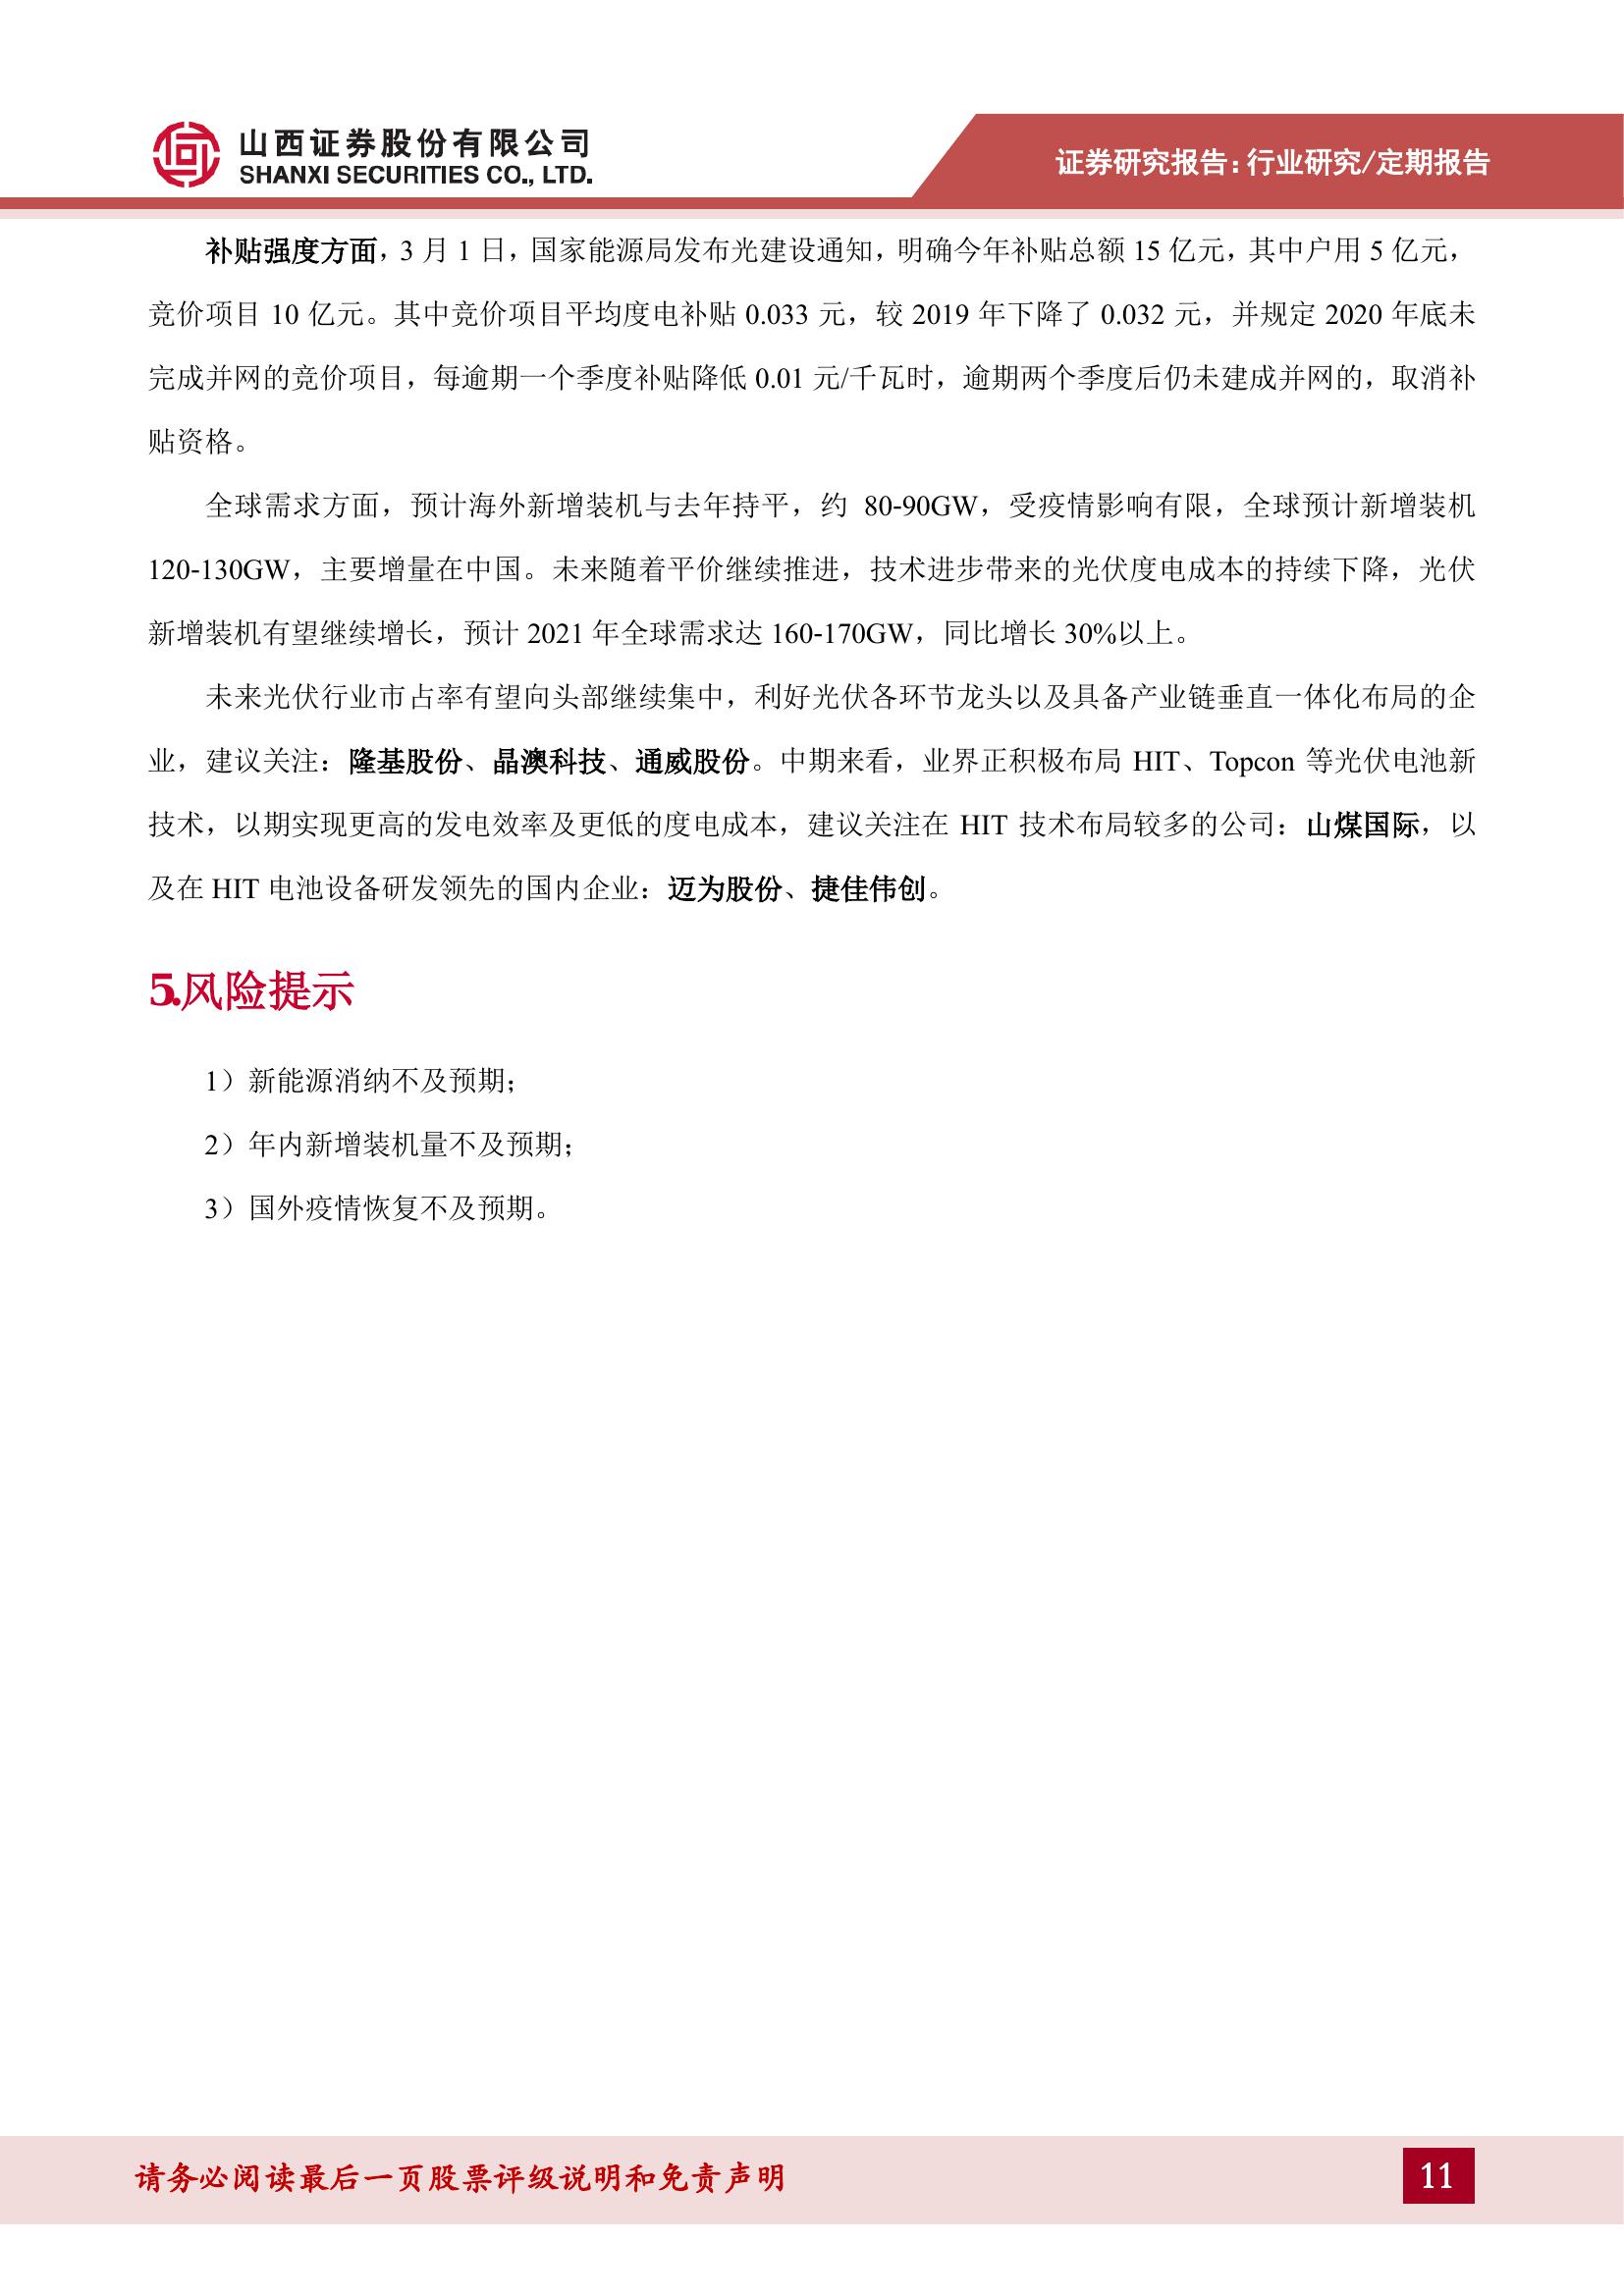 山西证券股份有限公司
SHANXI SECURITIES CO., LTD.
证券研究报告：行业研究/定期报告
补贴强度方面，3 月 1 日，国家能源局发布光建设通知，明确今年补贴总额 15 亿元，其中户用 5 亿元，
竞价项目 10 亿元。其中竞价项目平均度电补贴 0.033 元，较 2019 年下降了 0.032 元，并规定 2020 年底未
完成并网的竞价项目，每逾期一个季度补贴降低 0.01 元/千瓦时，逾期两个季度后仍未建成并网的，取消补
贴资格。
全球需求方面，预计海外新增装机与去年持平，约 80-90GW，受疫情影响有限，全球预计新增装机
120-130GW，主要增量在中国。未来随着平价继续推进，技术进步带来的光伏度电成本的持续下降，光伏
新增装机有望继续增长，预计 2021 年全球需求达 160-170GW，同比增长 30%以上。
未来光伏行业市占率有望向头部继续集中，利好光伏各环节龙头以及具备产业链垂直一体化布局的企
业，建议关注：隆基股份、晶澳科技、通威股份。中期来看，业界正积极布局 HIT、Topcon 等光伏电池新
技术，以期实现更高的发电效率及更低的度电成本，建议关注在 HIT 技术布局较多的公司：山煤国际，以
及在 HIT 电池设备研发领先的国内企业：迈为股份、捷佳伟创。
5.风险提示
1）新能源消纳不及预期；
2）年内新增装机量不及预期；
3）国外疫情恢复不及预期。
请务必阅读最后一页股票评级说明和免责声明
11